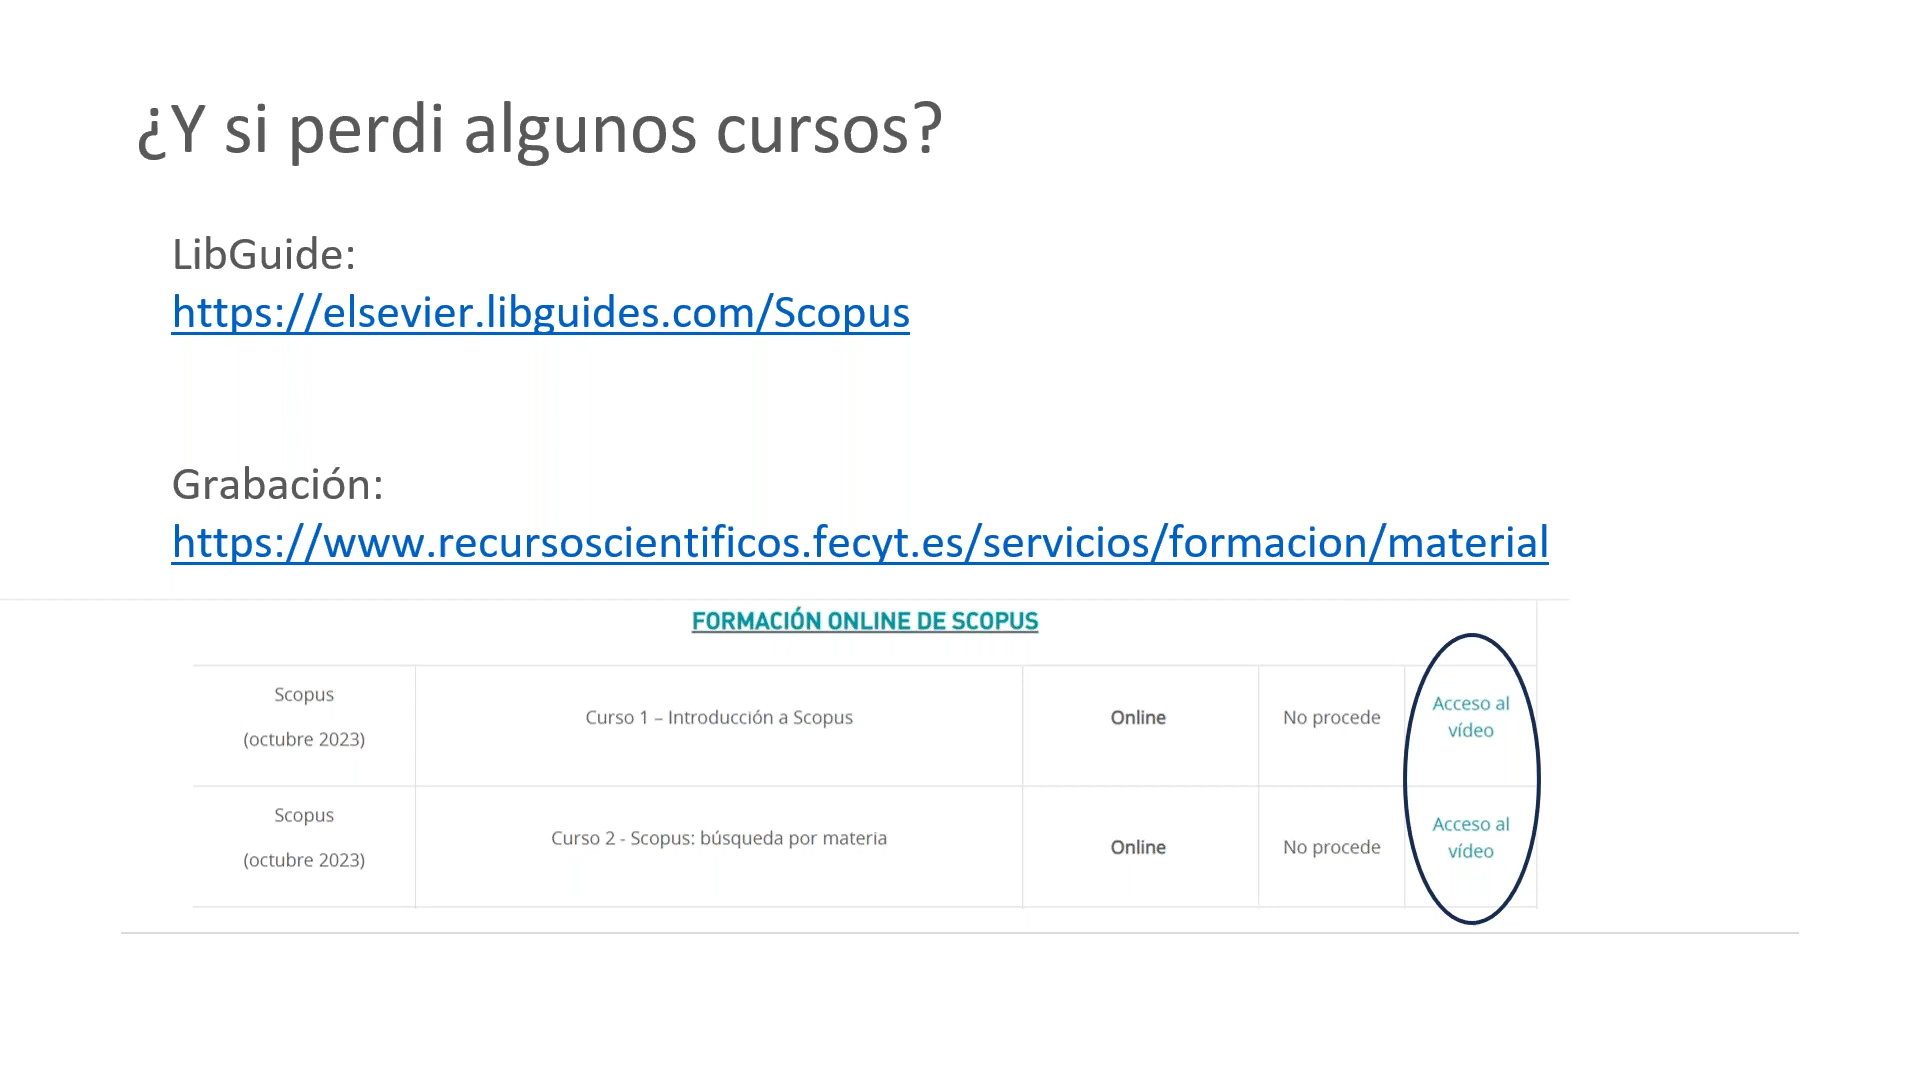 ¿Y si perdi algunos cursos?
LibGuide:
https://elsevier.libguides.com/Scopus
Grabación:
https://www.recursoscientificos.fecyt.es/servicios/formacion/material
FORMACIÓN ONLINE DE SCOPUS
Scopus
(octubre 2023)
Curso 1 – Introducción a Scopus
Online
No procede
Acceso al
vídeo
Scopus
(octubre 2023)
Curso 2 - Scopus: búsqueda por materia
Online
No procede
Acceso al
vídeo